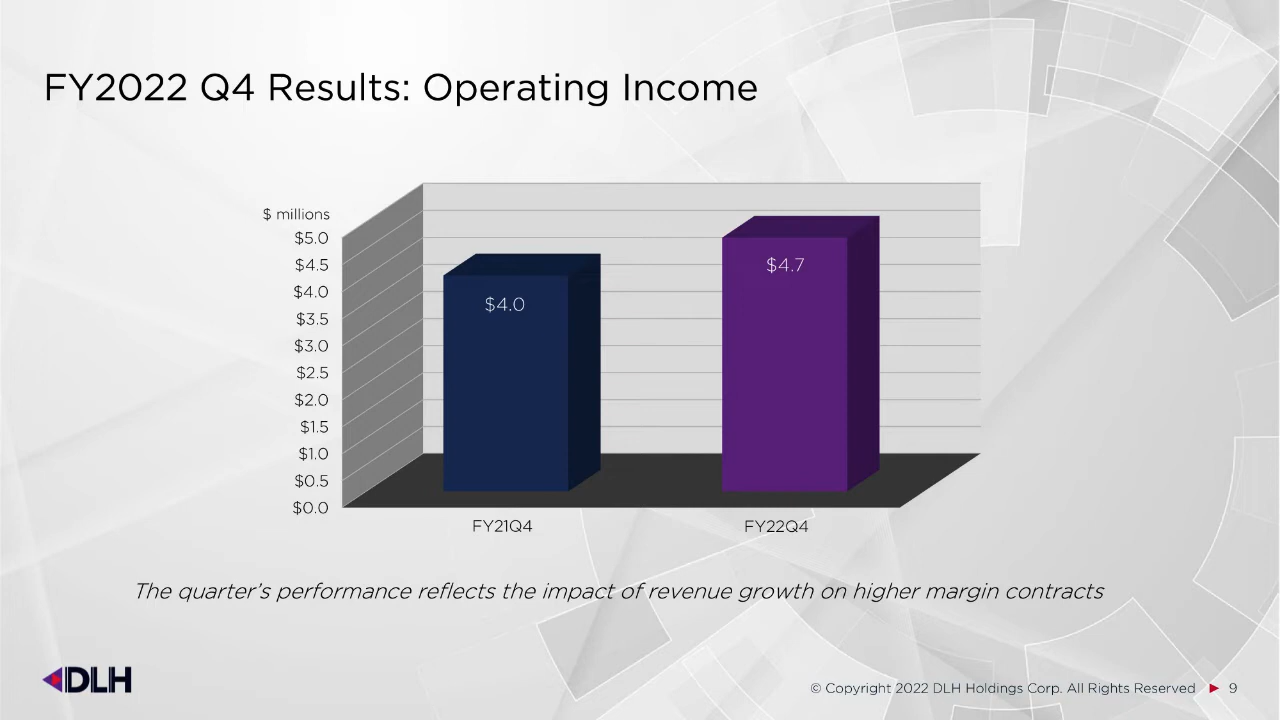 FY2022 Q4 Results: Operating Income
$ millions
$5.0
$4.5
$4.0
$3.5
$3.0
$2.5
$2.0
$1.5
$1.0
$0.5
$0.0
$4.0
$4.7
FY21Q4
FY22Q4
The quarter’s performance reflects the impact of revenue growth on higher margin contracts
DLH
© Copyright 2022 DLH Holdings Corp. All Rights Reserved ▶ 9